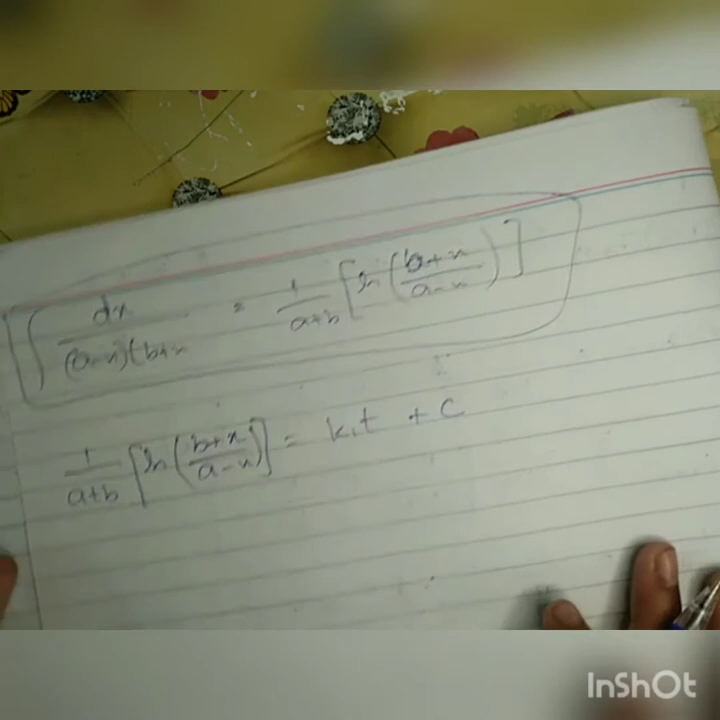 ∫ dx / (a-x)(b+x = 1/a+b [ln (b+x / a-x)]
1/a+b [ln (b+x / a-x)] = k₁t + c
InShOt